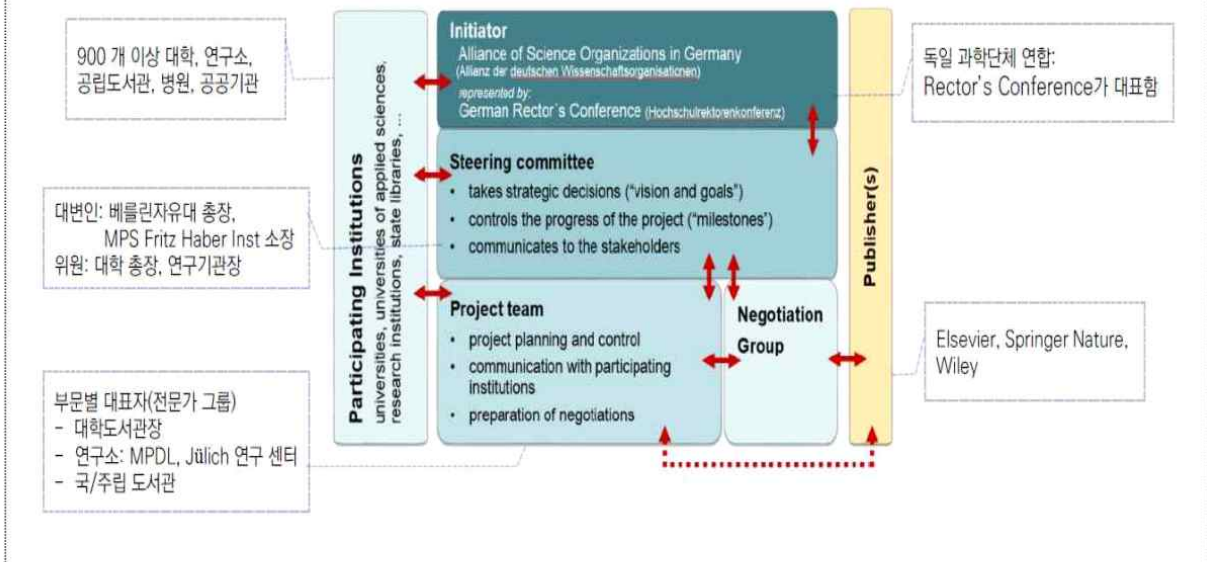 900 개 이상 대학, 연구소,
공립도서관, 병원, 공공기관
대변인: 베를린자유대 총장,
MPS Fritz Haber Inst 소장
위원: 대학 총장, 연구기관장
부문별 대표자(전문가 그룹)
- 대학도서관장
- 연구소: MPDL, Jülich 연구 센터
- 국/주립 도서관
Participating Institutions
universities, universities of applied sciences,
research institutions, state libraries, ...
Initiator
Alliance of Science Organizations in Germany
(Allianz der deutschen Wissenschaftsorganisationen)
represented by:
German Rector´s Conference (Hochschulrektorenkonferenz)
Steering committee
• takes strategic decisions (“vision and goals”)
• controls the progress of the project (“milestones”)
• communicates to the stakeholders
Project team
• project planning and control
• communication with participating
institutions
• preparation of negotiations
Negotiation
Group
Publisher(s)
독일 과학단체 연합:
Rector's Conference가 대표함
Elsevier, Springer Nature,
Wiley